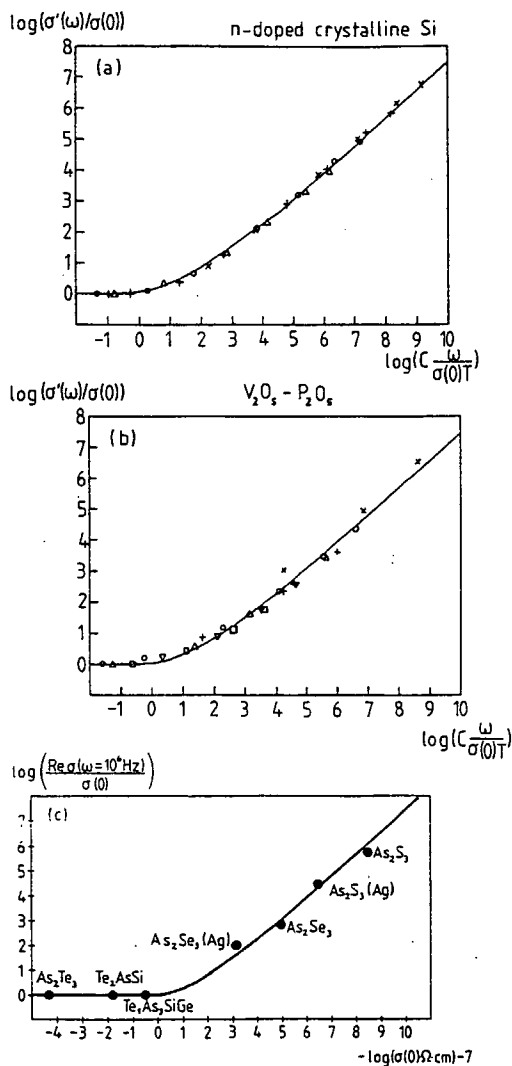 log(σ'(ω)/σ(0))
n-doped crystalline Si
(a)
8
7
6
5
4
3
2
1
0
-1 0 1 2 3 4 5 6 7 8 9 10
log(C ω/σ(0)T)
log(σ'(ω)/σ(0))
V₂O₅ - P₂O₅
(b)
8
7
6
5
4
3
2
1
0
-1 0 1 2 3 4 5 6 7 8 9 10
log(C ω/σ(0)T)
log(Re σ(ω=10⁶Hz)/σ(0))
(c)
7
6
5
4
3
2
1
0
As₂S₃
As₂S₃(Ag)
As₂Se₃(Ag)
As₂Se₃
As₂Te₃
Te₂AsSi
Te₁As₃SiGe
-4 -3 -2 -1 0 1 2 3 4 5 6 7 8 9 10
-log(σ(0)Ω·cm)-7